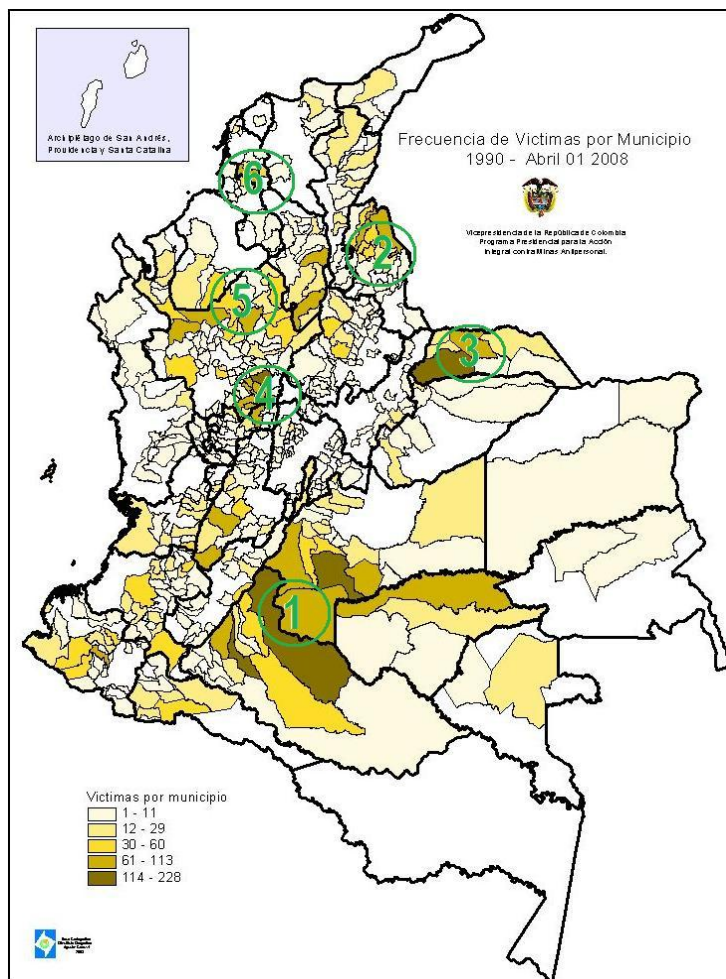 Archipiélago de San Andrés,
Providencia y Santa Catalina
Frecuencia de Victimas por Municipio
1990 - Abril 01 2008
Vicepresidencia de la República de Colombia
Programa Presidencial para la Acción
Integral contra Minas Antipersonal.
6
2
5
3
4
1
Victimas por municipio
1 - 11
12 - 29
30 - 60
61 - 113
114 - 228